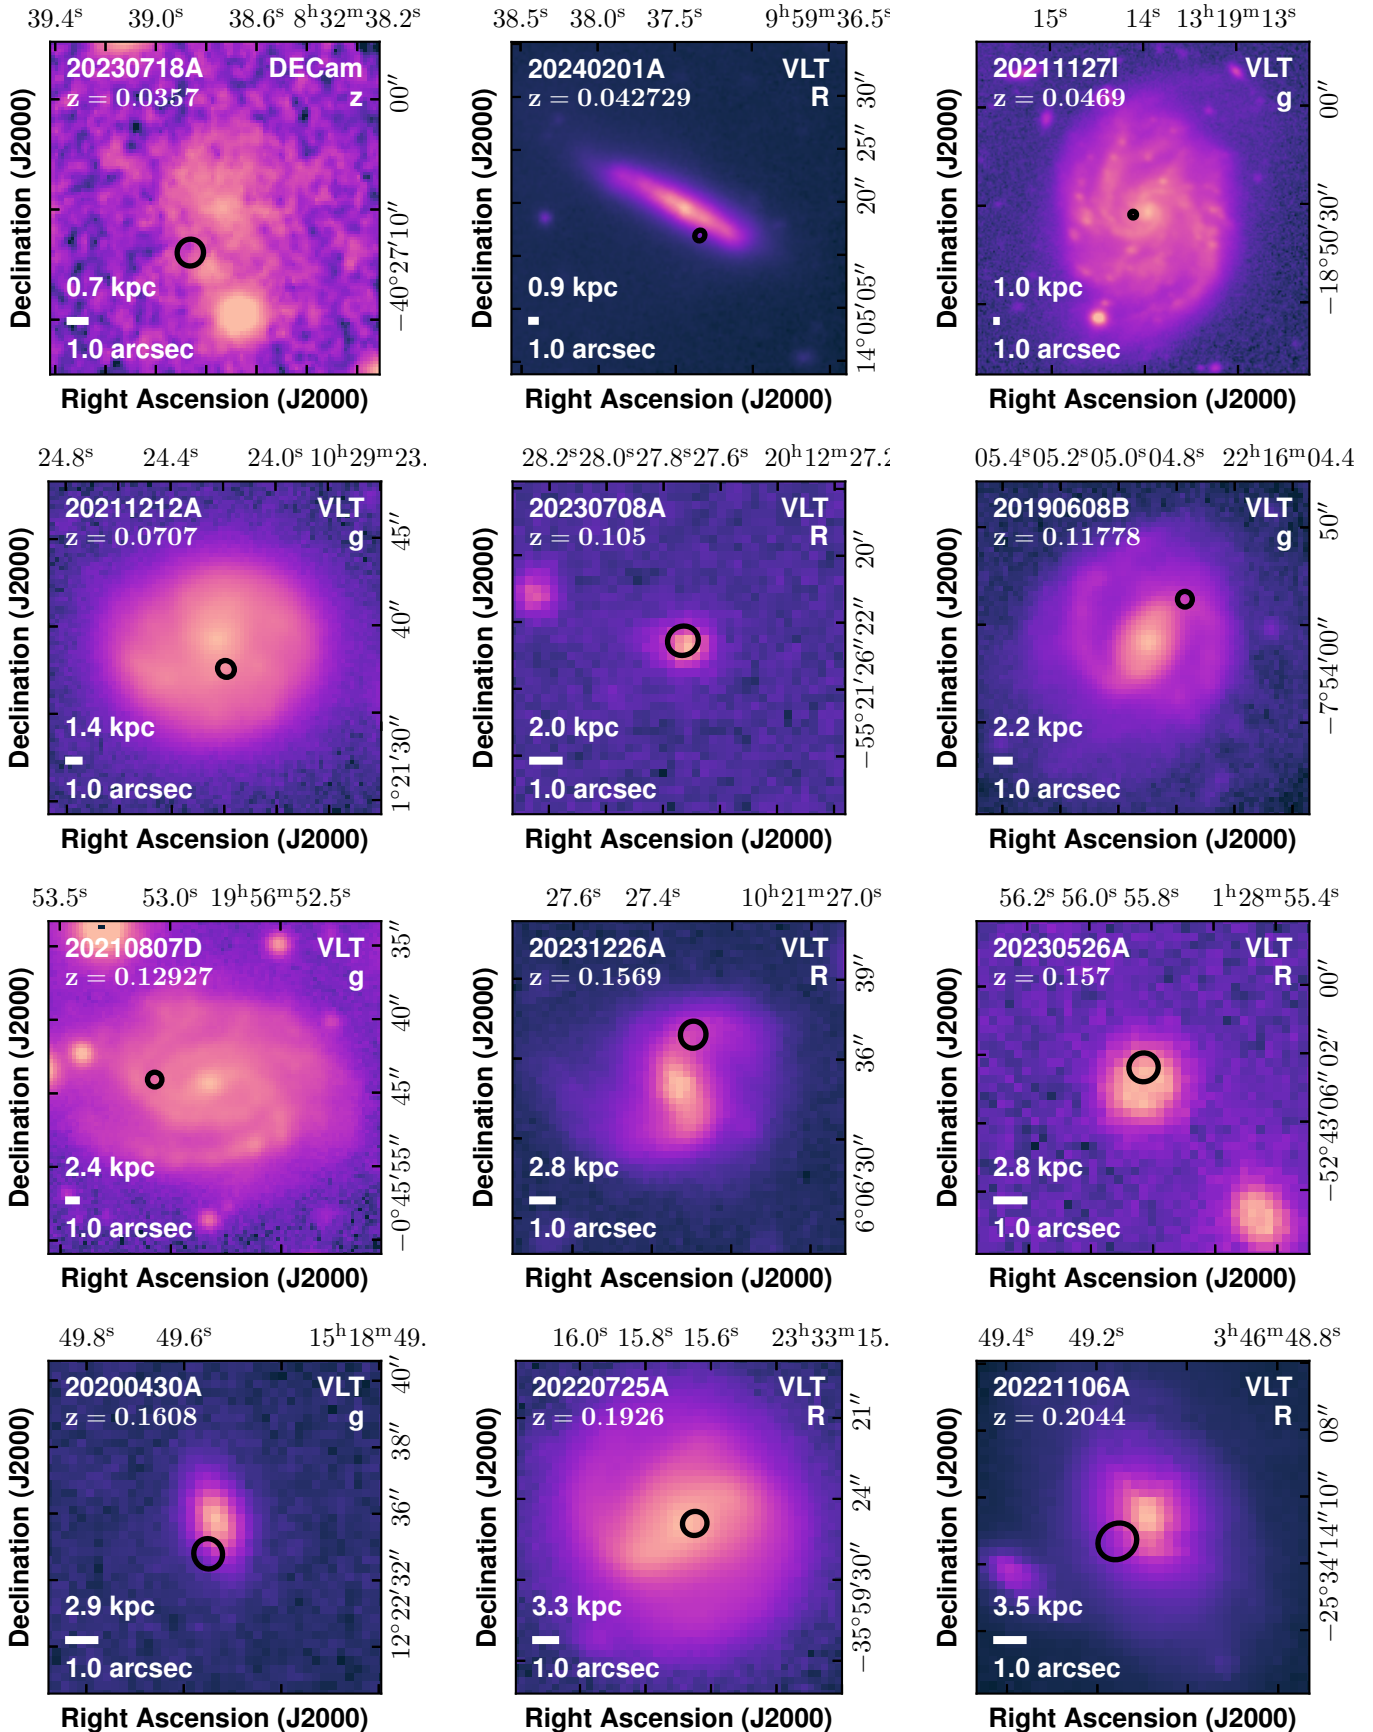 39.4ˢ 39.0ˢ 38.6ˢ 8ʰ32ᵐ38.2ˢ
20230718A DECam
z = 0.0357 z
0.7 kpc
1.0 arcsec
00″
−40°27′10″
Declination (J2000)
Right Ascension (J2000)
38.5ˢ 38.0ˢ 37.5ˢ 9ʰ59ᵐ36.5ˢ
20240201A VLT
z = 0.042729 R
0.9 kpc
1.0 arcsec
30″
25″
20″
14°05′05″
Declination (J2000)
Right Ascension (J2000)
15ˢ 14ˢ 13ʰ19ᵐ13ˢ
20211127I VLT
z = 0.0469 g
1.0 kpc
1.0 arcsec
00″
−18°50′30″
Declination (J2000)
Right Ascension (J2000)
24.8ˢ 24.4ˢ 24.0ˢ 10ʰ29ᵐ23.
20211212A VLT
z = 0.0707 g
1.4 kpc
1.0 arcsec
45″
40″
1°21′30″
Declination (J2000)
Right Ascension (J2000)
28.2ˢ 28.0ˢ 27.8ˢ 27.6ˢ 20ʰ12ᵐ27.2
20230708A VLT
z = 0.105 R
2.0 kpc
1.0 arcsec
20″
22″
−55°21′26″
Declination (J2000)
Right Ascension (J2000)
05.4ˢ 05.2ˢ 05.0ˢ 04.8ˢ 22ʰ16ᵐ04.4
20190608B VLT
z = 0.11778 g
2.2 kpc
1.0 arcsec
50″
−7°54′00″
Declination (J2000)
Right Ascension (J2000)
53.5ˢ 53.0ˢ 19ʰ56ᵐ52.5ˢ
20210807D VLT
z = 0.12927 g
2.4 kpc
1.0 arcsec
35″
40″
45″
−0°45′55″
Declination (J2000)
Right Ascension (J2000)
27.6ˢ 27.4ˢ 10ʰ21ᵐ27.0ˢ
20231226A VLT
z = 0.1569 R
2.8 kpc
1.0 arcsec
39″
36″
6°06′30″
Declination (J2000)
Right Ascension (J2000)
56.2ˢ 56.0ˢ 55.8ˢ 1ʰ28ᵐ55.4ˢ
20230526A VLT
z = 0.157 R
2.8 kpc
1.0 arcsec
00″
02″
−52°43′06″
Declination (J2000)
Right Ascension (J2000)
49.8ˢ 49.6ˢ 15ʰ18ᵐ49.
20200430A VLT
z = 0.1608 g
2.9 kpc
1.0 arcsec
40″
38″
36″
12°22′32″
Declination (J2000)
Right Ascension (J2000)
16.0ˢ 15.8ˢ 15.6ˢ 23ʰ33ᵐ15.
20220725A VLT
z = 0.1926 R
3.3 kpc
1.0 arcsec
21″
24″
−35°59′30″
Declination (J2000)
Right Ascension (J2000)
49.4ˢ 49.2ˢ 3ʰ46ᵐ48.8ˢ
20221106A VLT
z = 0.2044 R
3.5 kpc
1.0 arcsec
08″
10″
−25°34′14″
Declination (J2000)
Right Ascension (J2000)